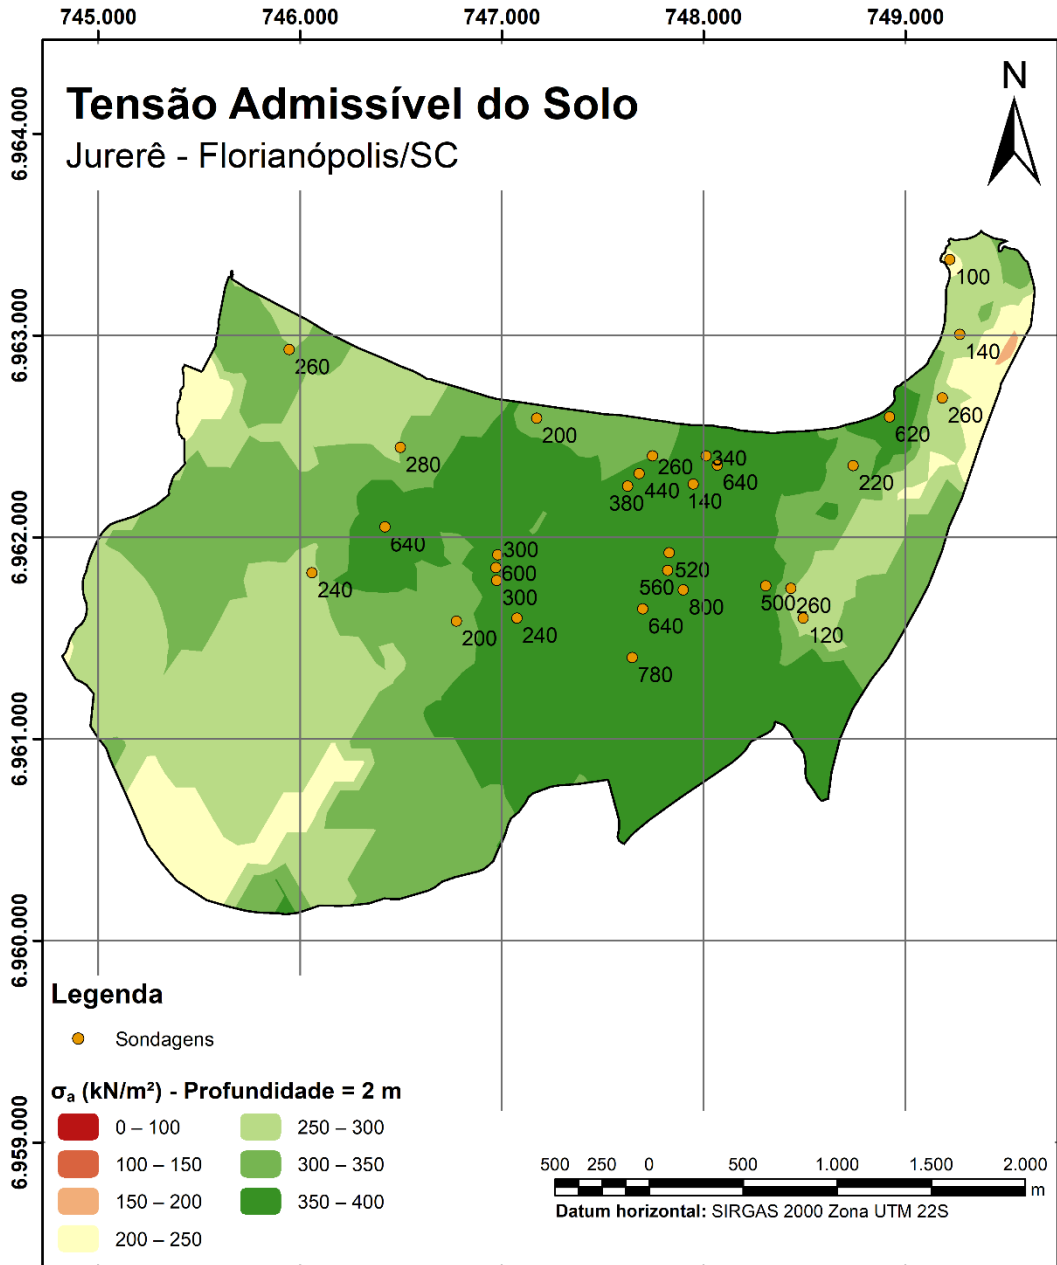 745.000 746.000 747.000 748.000 749.000
Tensão Admissível do Solo
Jurerê - Florianópolis/SC
N
6.964.000
6.963.000
6.962.000
6.961.000
6.960.000
6.959.000
100
140
260
260
620
200
280
260
340
220
440
640
380
140
640
300
520
240
600
560
300
800
500
260
640
120
200
240
780
Legenda
Sondagens
σa (kN/m²) - Profundidade = 2 m
0 – 100
100 – 150
150 – 200
200 – 250
250 – 300
300 – 350
350 – 400
500 250 0 500 1.000 1.500 2.000
m
Datum horizontal: SIRGAS 2000 Zona UTM 22S